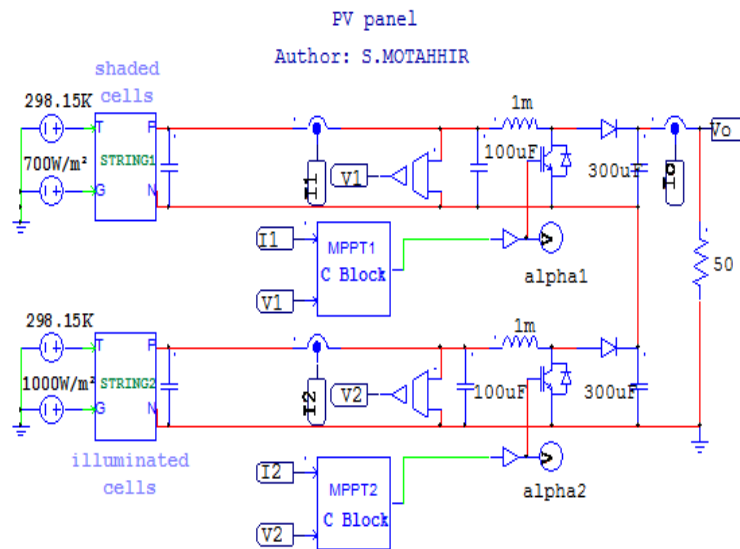 PV panel
Author: S.MOTAHHIR
shaded
cells
298.15K
T
P
1m
Vo
STRING1
100uF
Io
700W/m²
V1
300uF
I1
G
N
I1
MPPT1
C Block
V
50
V1
alpha1
298.15K
1m
T
P
STRING2
1000W/m²
V2
100uF
300uF
I2
G
N
illuminated
cells
I2
MPPT2
C Block
V
alpha2
V2